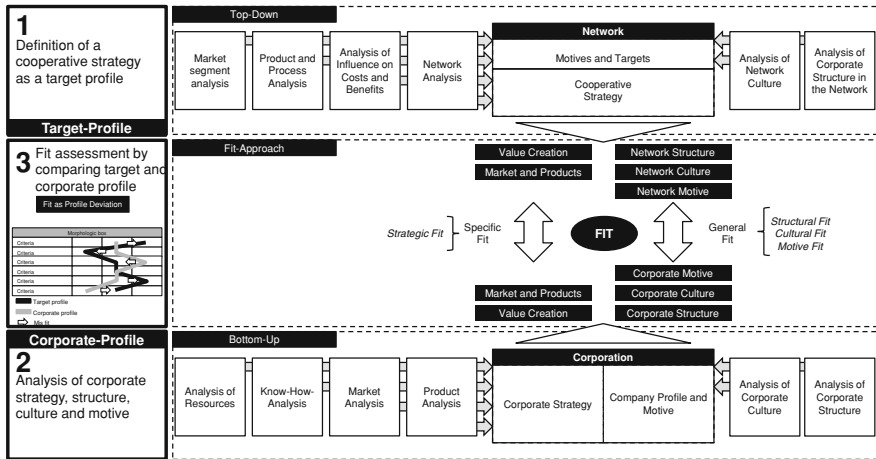 1
Definition of a
cooperative strategy
as a target profile
Target-Profile
Top-Down
Market
segment
analysis
Product and
Process
Analysis
Analysis of
Influence on
Costs and
Benefits
Network
Analysis
Network
Motives and Targets
Cooperative
Strategy
Analysis of
Network
Culture
Analysis of
Corporate
Structure in
the Network
3
Fit assessment by
comparing target and
corporate profile
Fit as Profile Deviation
Morphologic box
Criteria
Criteria
Criteria
Criteria
Criteria
Criteria
Target profile
Corporate profile
Mis fit
Fit-Approach
Value Creation
Market and Products
Network Structure
Network Culture
Network Motive
Strategic Fit
Specific
Fit
FIT
General
Fit
Structural Fit
Cultural Fit
Motive Fit
Market and Products
Value Creation
Corporate Motive
Corporate Culture
Corporate Structure
Corporate-Profile
2
Analysis of corporate
strategy, structure,
culture and motive
Bottom-Up
Analysis of
Resources
Know-How-
Analysis
Market
Analysis
Product
Analysis
Corporation
Corporate Strategy
Company Profile and
Motive
Analysis of
Corporate
Culture
Analysis of
Corporate
Structure